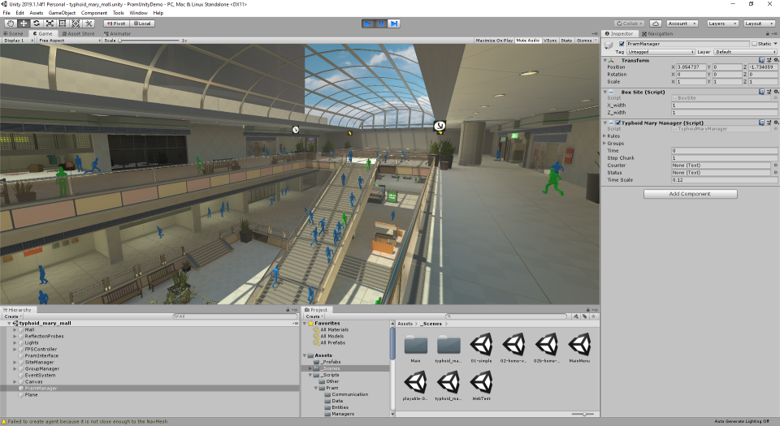 Unity 2019.1.14f1 Personal - typhoid_mary_mall.unity - PramUnityDemo - PC, Mac & Linux Standalone <DX11>
File Edit Assets GameObject Component Tools Window Help
Pivot Local Collab Account Layers Layout
Scene Game Asset Store Animator
Display 1 Free Aspect Scale Maximize On Play Mute Audio VSync Stats Gizmos
Inspector Navigation
PramManager Static
Tag Untagged Layer Default
Transform
Position X 3.054737 Y 0 Z -1.734059
Rotation X 0 Y 0 Z 0
Scale X 1 Y 1 Z 1
Box Site (Script)
Script BoxSite
X_width 1
Z_width 1
Typhoid Mary Manager (Script)
Script TyphoidMaryManager
Rules
Groups
Time 0
Step Chunk 1
Counter None (Text)
Status None (Text)
Time Scale 0.12
Add Component
Hierarchy
Create
typhoid_mary_mall
Mall
ReflectionProbes
Lights
FPSController
PramInterface
SiteManager
GroupManager
EventSystem
Canvas
PramManager
Plane
Project
Create
Favorites
All Materials
All Models
All Prefabs
Assets
_Prefabs
_Scenes
_Scripts
Other
Pram
Communication
Data
Entities
Managers
Assets _Scenes
Main typhoid_ma... 01-simple 02-home-w... 03b-home-w... MainMenu
playable-0... typhoid_ma... WebTest
Failed to create agent because it is not close enough to the NavMesh
Auto Generate Lighting Off